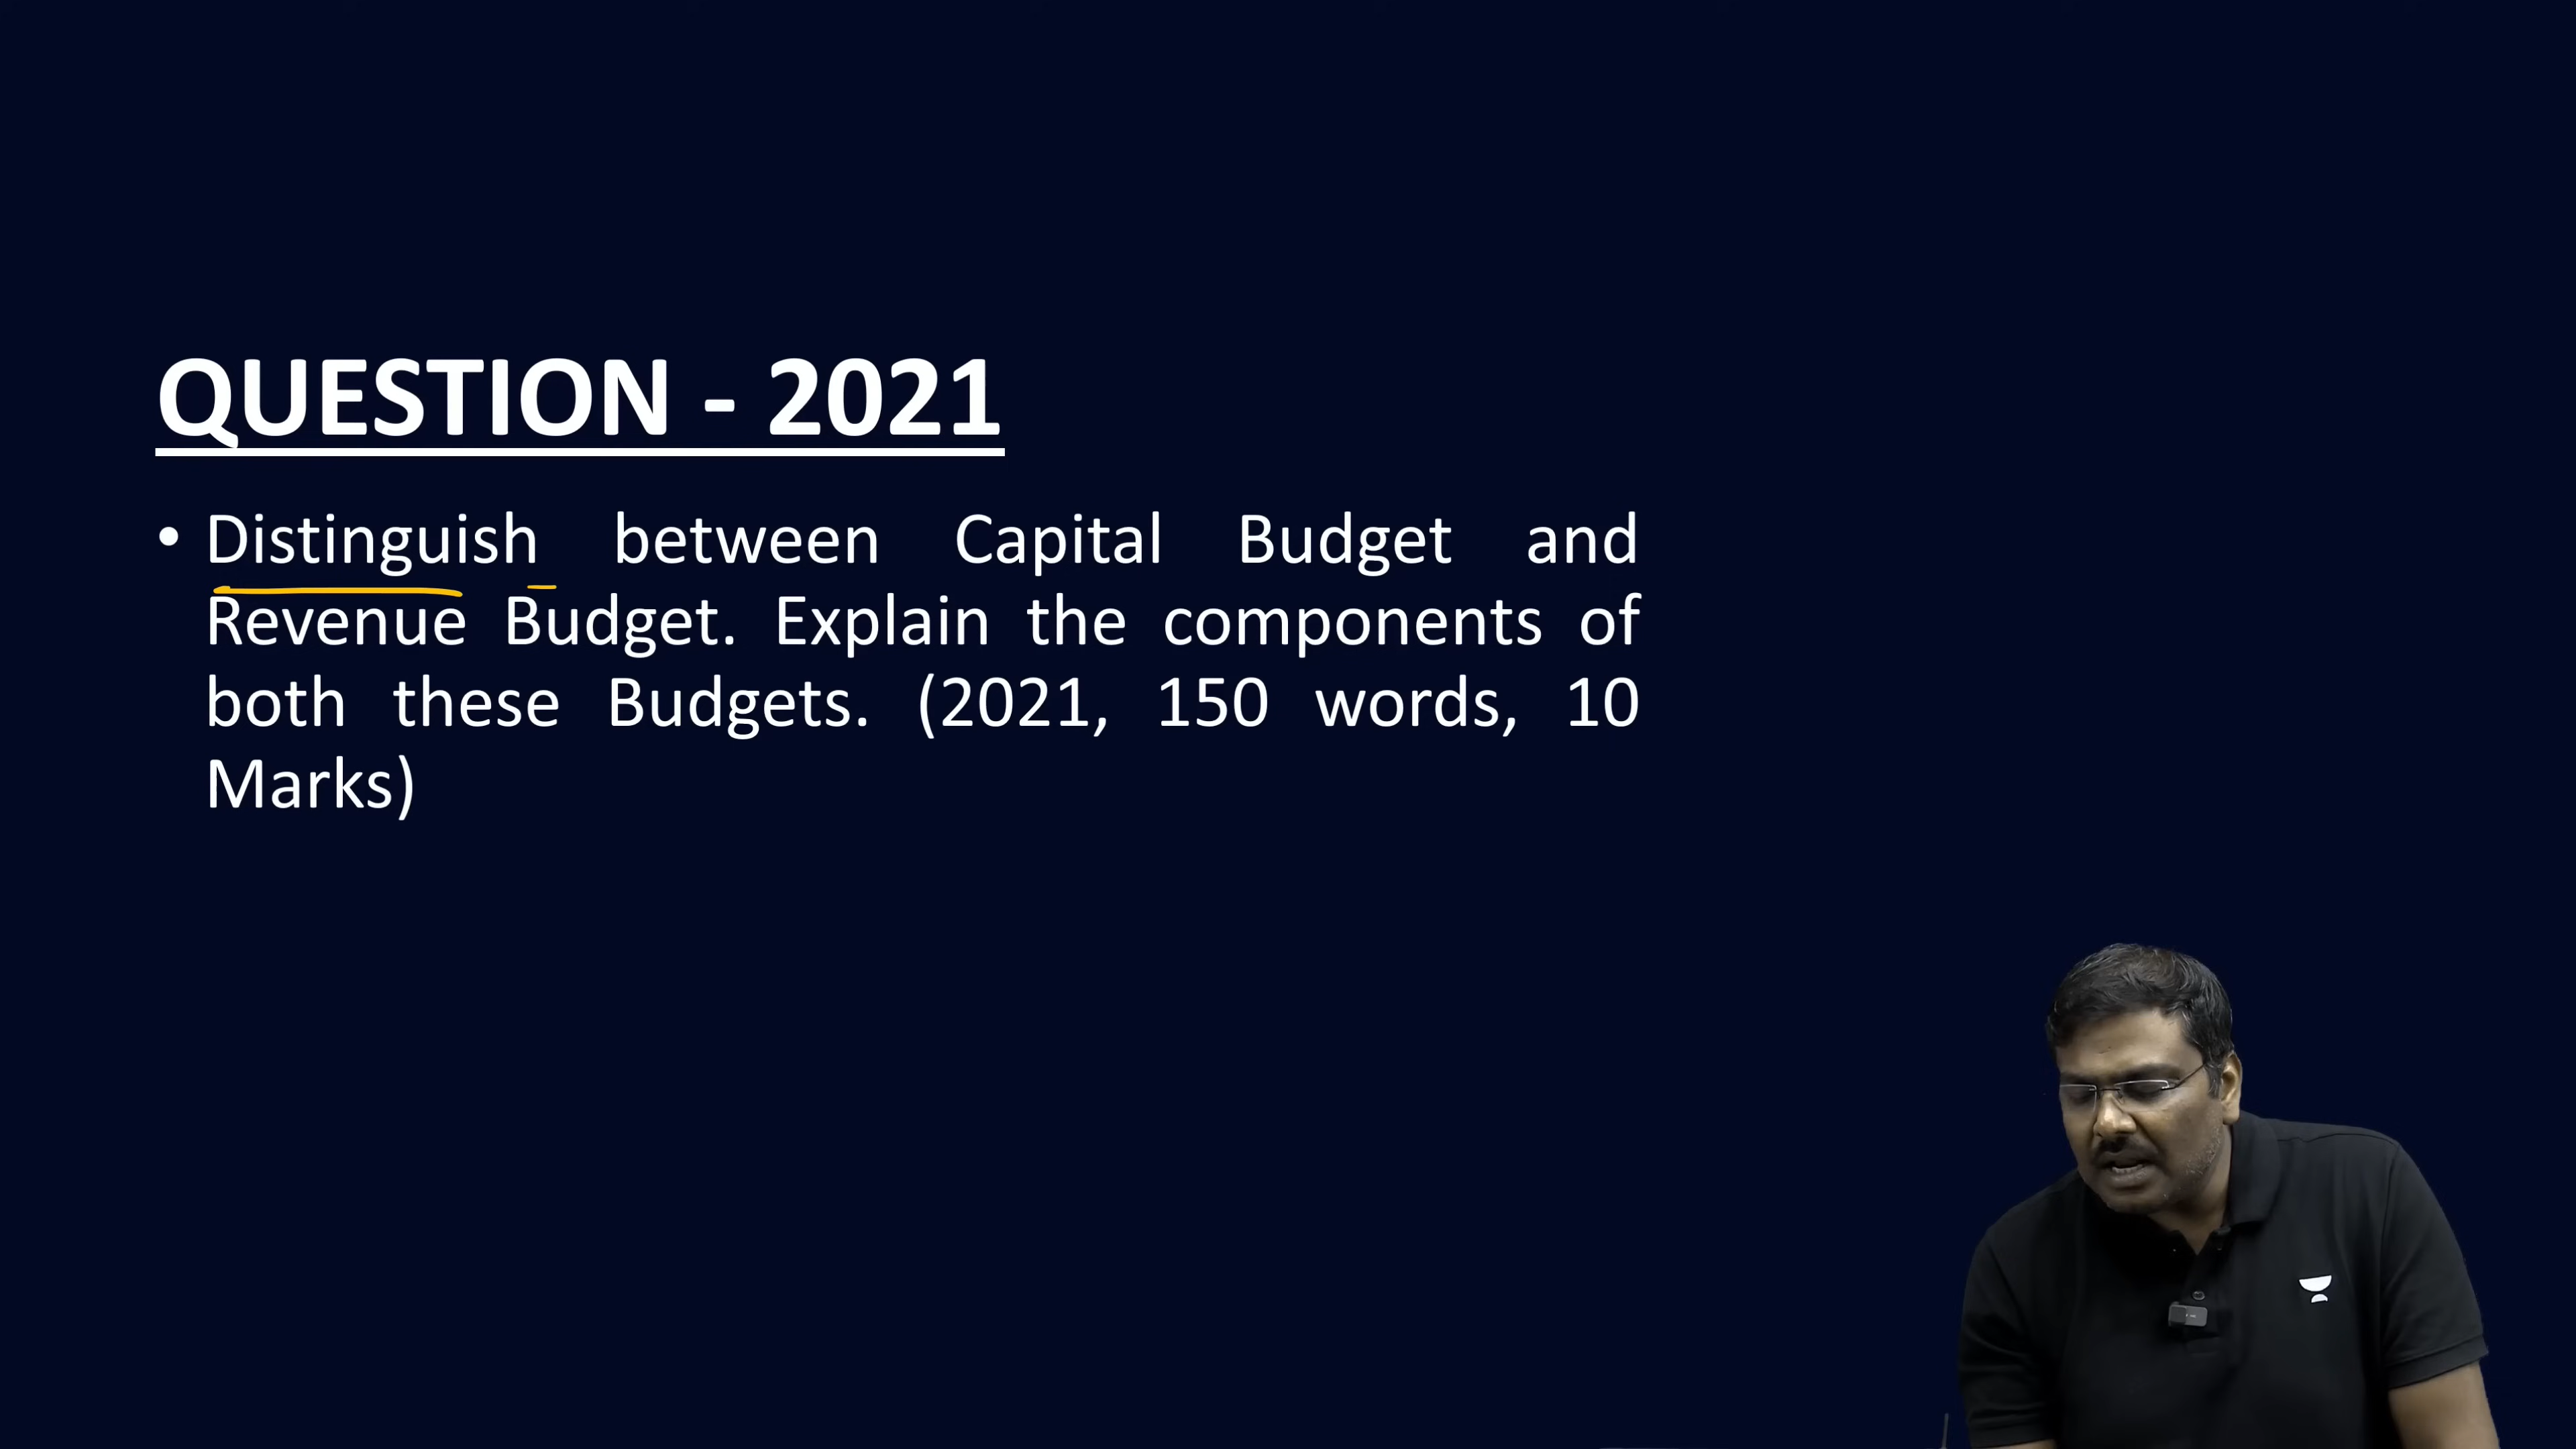 QUESTION - 2021
• Distinguish between Capital Budget and
Revenue Budget. Explain the components of
both these Budgets. (2021, 150 words, 10
Marks)